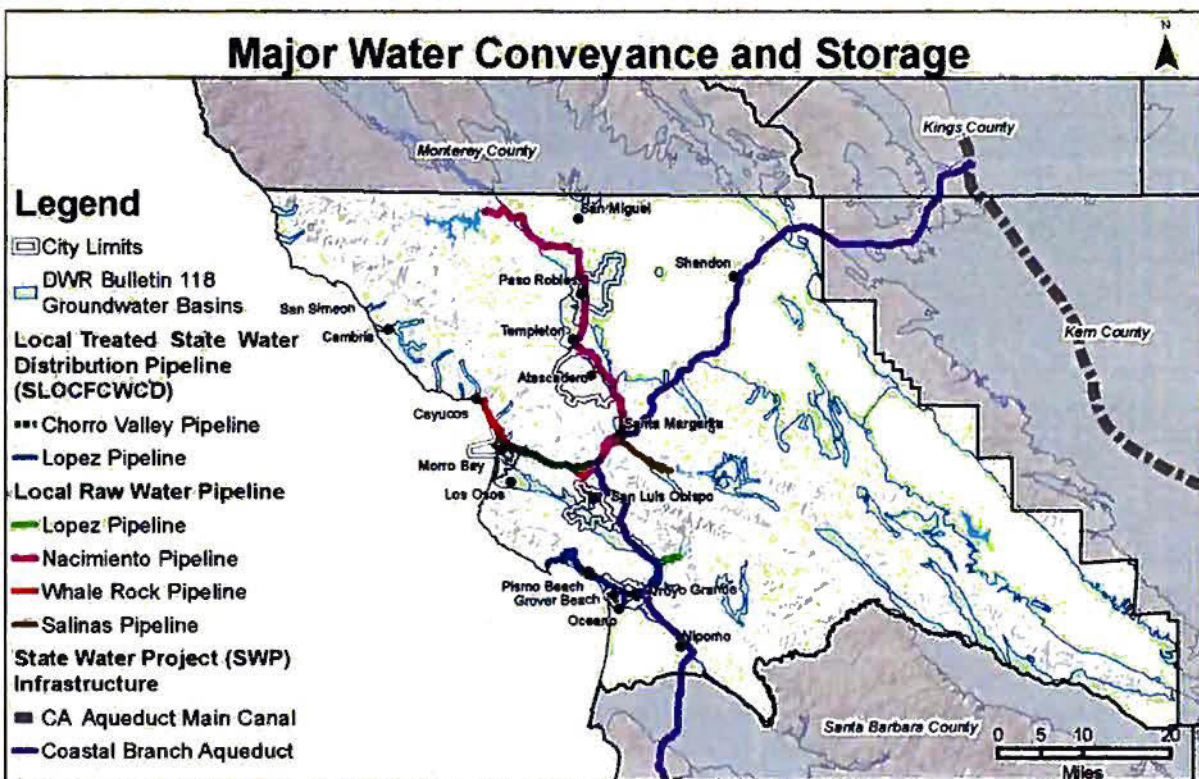 Major Water Conveyance and Storage
N
Kings County
Monterey County
Legend
City Limits
DWR Bulletin 118
Groundwater Basins
Local Treated State Water
Distribution Pipeline
(SLOCFCWCD)
Chorro Valley Pipeline
Lopez Pipeline
Local Raw Water Pipeline
Lopez Pipeline
Nacimiento Pipeline
Whale Rock Pipeline
Salinas Pipeline
State Water Project (SWP)
Infrastructure
CA Aqueduct Main Canal
Coastal Branch Aqueduct
San Miguel
Shandon
Paso Robles
San Simeon
Cambria
Templeton
Kern County
Atascadero
Cayucos
Santa Margarita
Morro Bay
Los Osos
San Luis Obispo
Pismo Beach
Grover Beach
Arroyo Grande
Oceano
Nipomo
Santa Barbara County
0 5 10 20
Miles